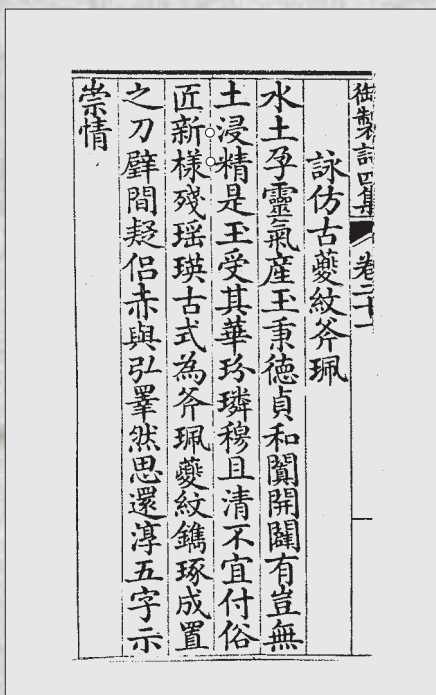 御製詩四集 卷二十一
詠仿古夔紋斧珮
水土孕靈氣産玉秉德貞和闐開闢有豈無
土浸精是玉受其華玢璘穆且清不宜付俗
匠新樣殘瑶瑛古式為斧珮夔紋鐫琢成置
之刀璧間疑侶赤與弘睪然思還淳五字示
崇情